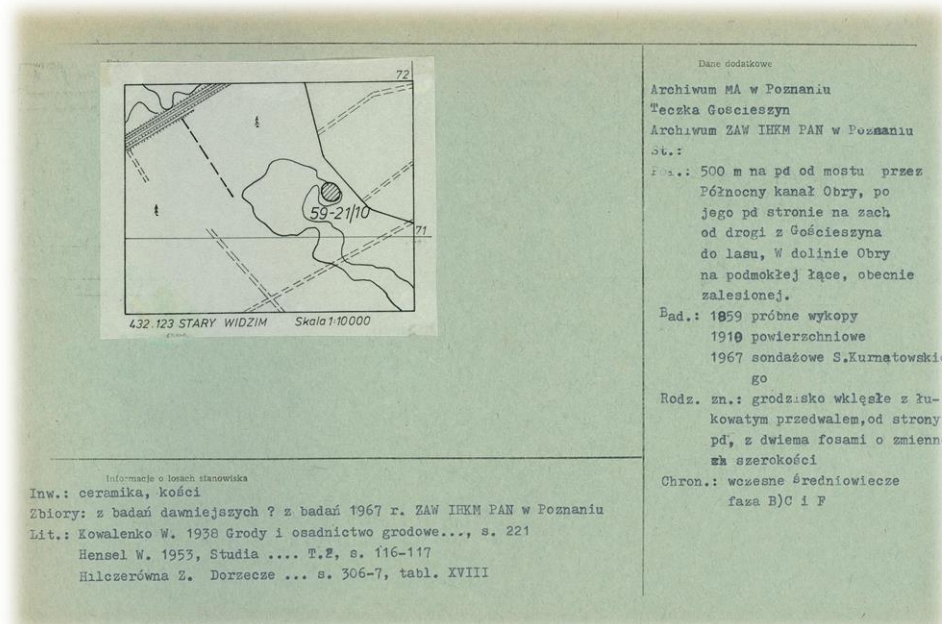 72
59-21/10
71
432.123 STARY WIDZIM Skala 1:10000
Dane dodatkowe
Archiwum MA w Poznaniu
Teczka Gościeszyn
Archiwum ZAW IHKM PAN w Poznaniu
St.:
500 m na pd od mostu przez
Północny kanał Obry, po
jego pd stronie na zach
od drogi z Gościeszyna
do lasu, W dolinie Obry
na podmokłej łące, obecnie
zalesionej.
Bad.: 1859 próbne wykopy
1910 powierzchniowe
1967 sondażowe S.Kurnatowskie
go
Rodz. zn.: grodzisko wklęsłe z łu-
kowatym przedwałem,od strony
pd, z dwiema fosami o zmienn
szerokości
Chron.: wczesne średniowiecze
faza B)C i F
Informacje o losach stanowiska
Inw.: ceramika, kości
Zbiory: z badań dawniejszych ? z badań 1967 r. ZAW IHKM PAN w Poznaniu
Lit.: Kowalenko W. 1938 Grody i osadnictwo grodowe..., s. 221
Hensel W. 1953, Studia .... T.2, s. 116-117
Hilczerówna Z. Dorzecze ... s. 306-7, tabl. XVIII